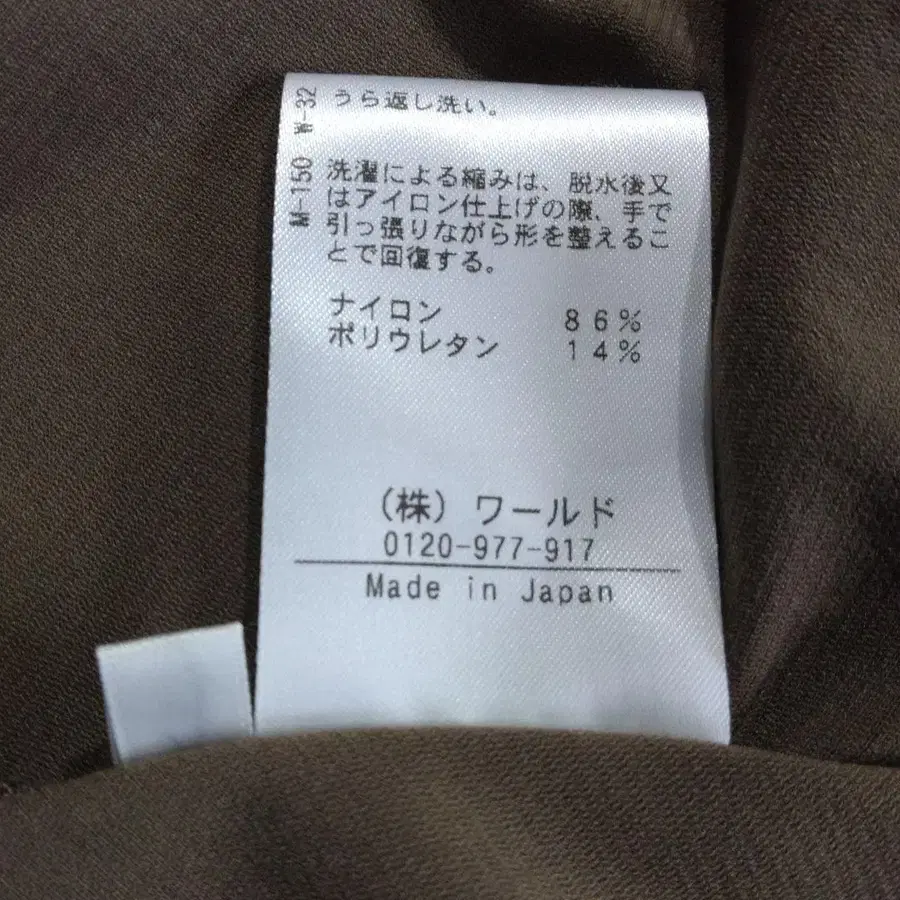 うら返し洗い。
洗濯による縮みは、脱水後又
はアイロン仕上げの際、手で
引っ張りながら形を整えるこ
とで回復する。
ナイロン 86%
ポリウレタン 14%
(株) ワールド
0120-977-917
Made in Japan
M-150 W-32